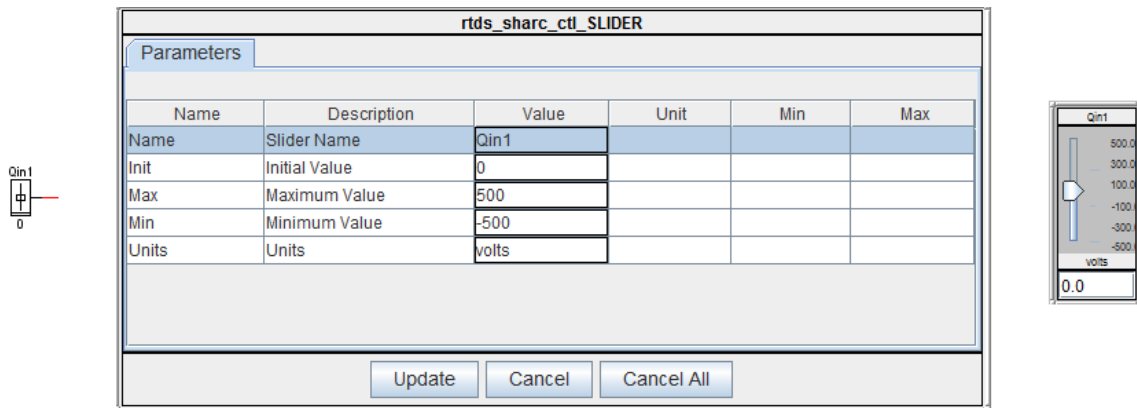 Qin1
0
rtds_sharc_ctl_SLIDER
Parameters
Name Description Value Unit Min Max
Name Slider Name Qin1
Init Initial Value 0
Max Maximum Value 500
Min Minimum Value -500
Units Units volts
Update Cancel Cancel All
Qin1
500.0
300.0
100.0
-100.0
-300.0
-500.0
volts
0.0